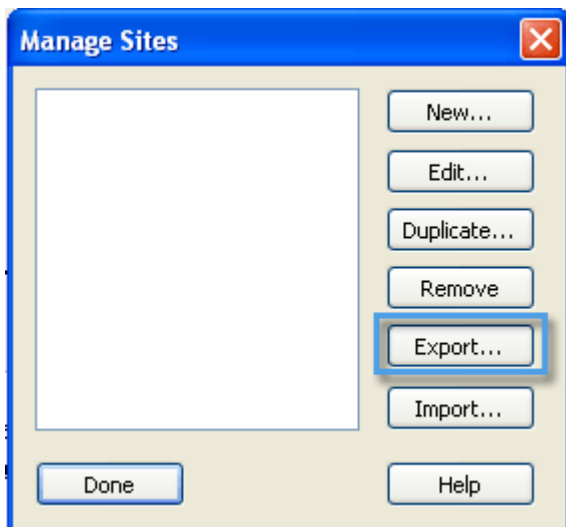 Manage Sites
New...
Edit...
Duplicate...
Remove
Export...
Import...
Done
Help